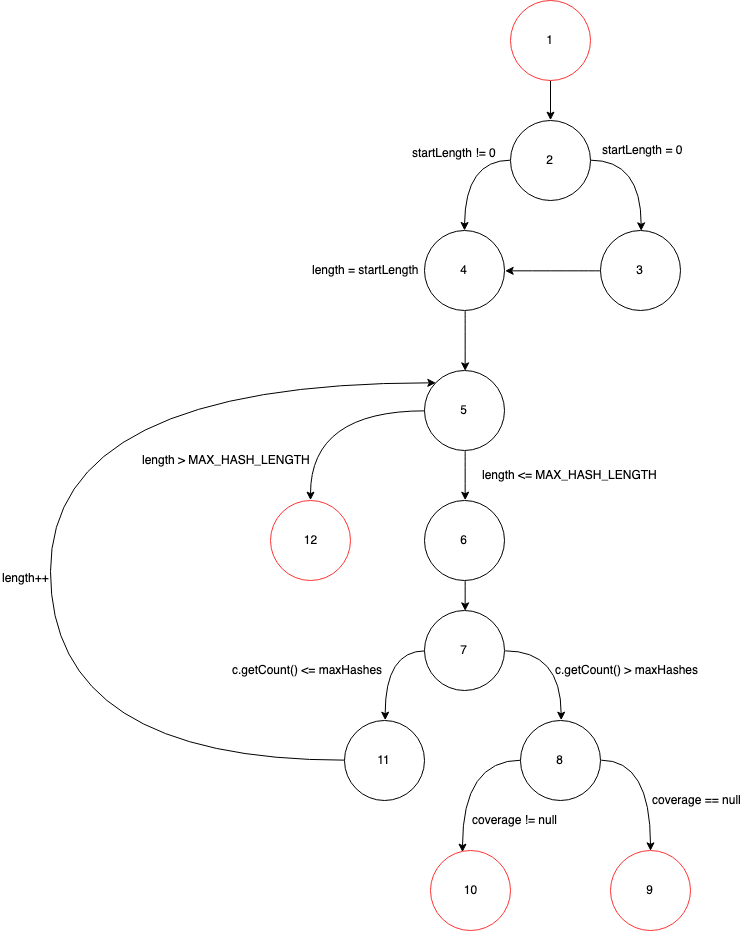 1
startLength != 0
2
startLength = 0
length = startLength
4
3
5
length > MAX_HASH_LENGTH
length <= MAX_HASH_LENGTH
12
6
length++
7
c.getCount() <= maxHashes
c.getCount() > maxHashes
11
8
coverage != null
coverage == null
10
9